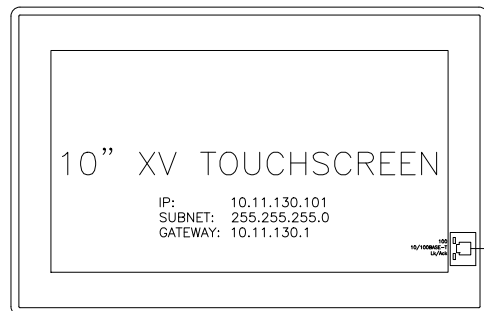 10” XV TOUCHSCREEN
IP: 10.11.130.101
SUBNET: 255.255.255.0
GATEWAY: 10.11.130.1
100
10/100BASE-T
Lk/Ack